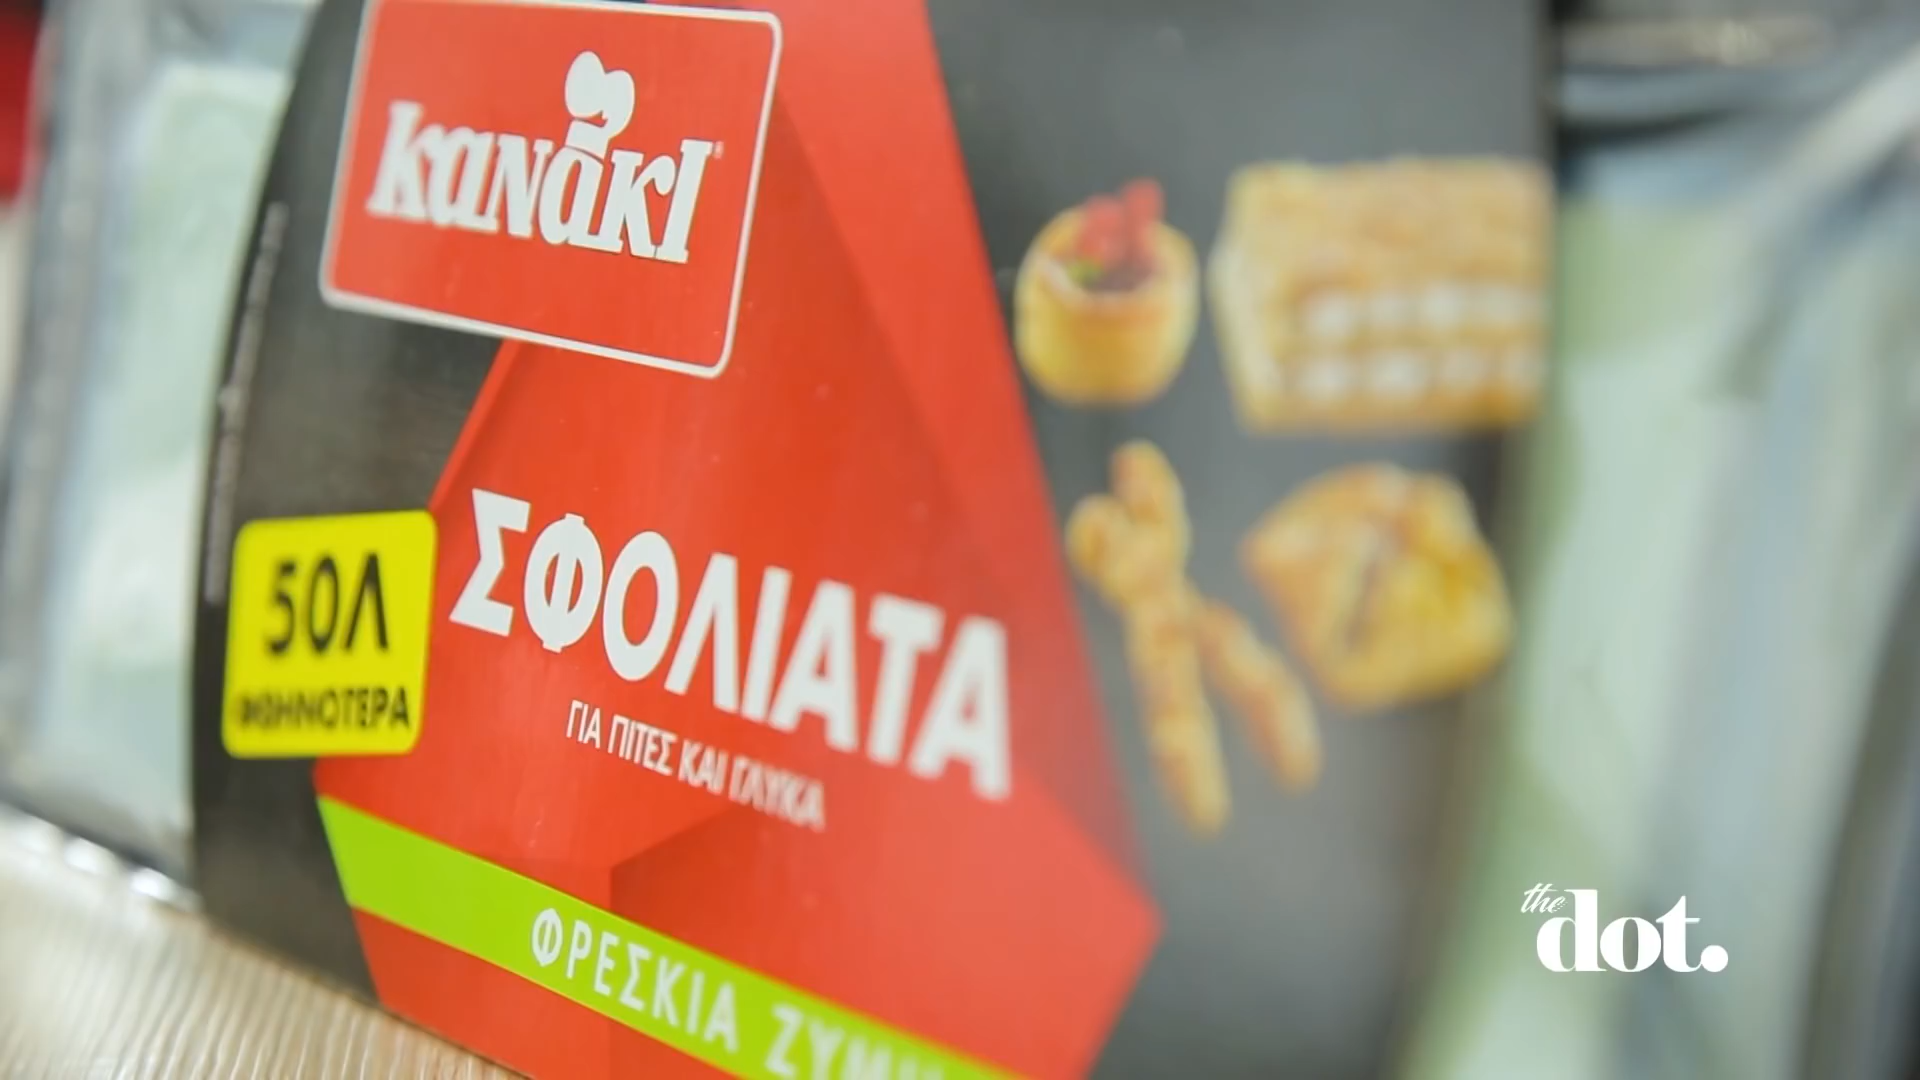 κανάκι
ΣΦΟΛΙΑΤΑ
ΓΙΑ ΠΙΤΕΣ ΚΑΙ ΓΛΥΚΑ
50Λ
ΦΘΗΝΟΤΕΡΑ
ΦΡΕΣΚΙΑ
the
dot.